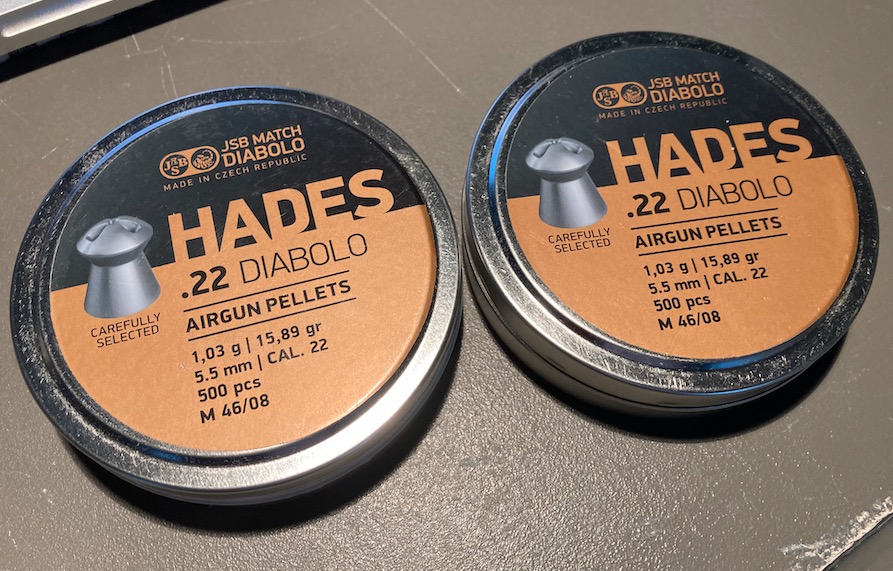 JSB
JSB MATCH
DIABOLO
MADE IN CZECH REPUBLIC
HADES
.22 DIABOLO
AIRGUN PELLETS
CAREFULLY
SELECTED
1,03 g | 15,89 gr
5.5 mm | CAL. 22
500 pcs
M 46/08
JSB
JSB MATCH
DIABOLO
MADE IN CZECH REPUBLIC
HADES
.22 DIABOLO
AIRGUN PELLETS
CAREFULLY
SELECTED
1,03 g | 15,89 gr
5.5 mm | CAL. 22
500 pcs
M 46/08